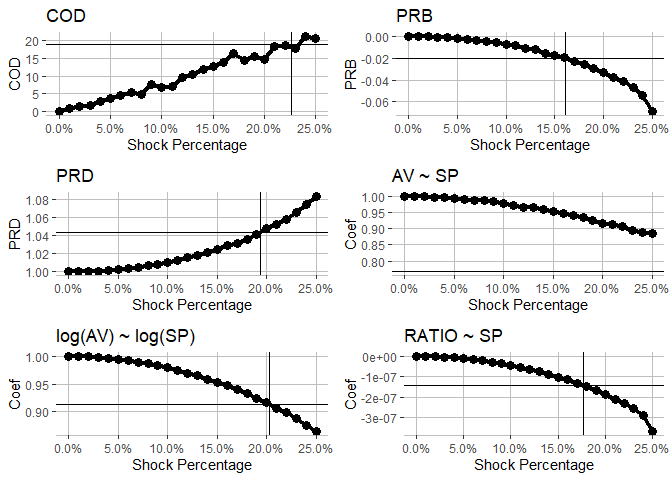 COD
COD
20
15
10
5
0
0.0% 5.0% 10.0% 15.0% 20.0% 25.0%
Shock Percentage
PRB
PRB
0.00
-0.02
-0.04
-0.06
0.0% 5.0% 10.0% 15.0% 20.0% 25.0%
Shock Percentage
PRD
PRD
1.08
1.06
1.04
1.02
1.00
0.0% 5.0% 10.0% 15.0% 20.0% 25.0%
Shock Percentage
AV ~ SP
Coef
1.00
0.95
0.90
0.85
0.80
0.0% 5.0% 10.0% 15.0% 20.0% 25.0%
Shock Percentage
log(AV) ~ log(SP)
Coef
1.00
0.95
0.90
0.0% 5.0% 10.0% 15.0% 20.0% 25.0%
Shock Percentage
RATIO ~ SP
Coef
0e+00
-1e-07
-2e-07
-3e-07
0.0% 5.0% 10.0% 15.0% 20.0% 25.0%
Shock Percentage